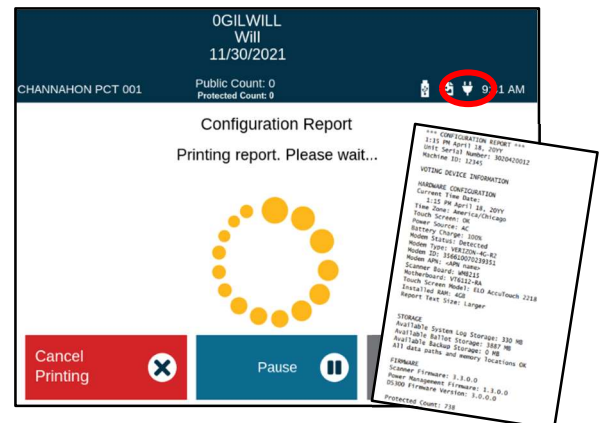 0GILWILL
Will
11/30/2021
CHANNAHON PCT 001
Public Count: 0
Protected Count: 0
AM
Configuration Report
Printing report. Please wait...
Cancel
Printing
Pause
*** CONFIGURATION REPORT ***
1:15 PM April 18, 20YY
Unit Serial Number: 3020420012
Machine ID: 12345
VOTING DEVICE INFORMATION
HARDWARE CONFIGURATION
Current Time Date:
1:15 PM April 18, 20YY
Time Zone: America/Chicago
Touch Screen: OK
Power Source: AC
Battery Charge: 100%
Modem Status: Detected
Modem Type: VERIZON-4G-R2
Modem ID: 356610070239351
Modem APN: <APN name>
Scanner Board: WM8215
Motherboard: VT6112-RA
Touch Screen Model: ELO AccuTouch 2218
Installed RAM: 4GB
Report Text Size: Larger
STORAGE
Available System Log Storage: 330 MB
Available Ballot Storage: 3887 MB
Available Backup Storage: 0 MB
All data paths and memory locations OK
FIRMWARE
Scanner Firmware: 3.3.0.0
Power Management Firmware: 1.3.0.0
DS300 Firmware Version: 3.0.0.0
Protected Count: 738